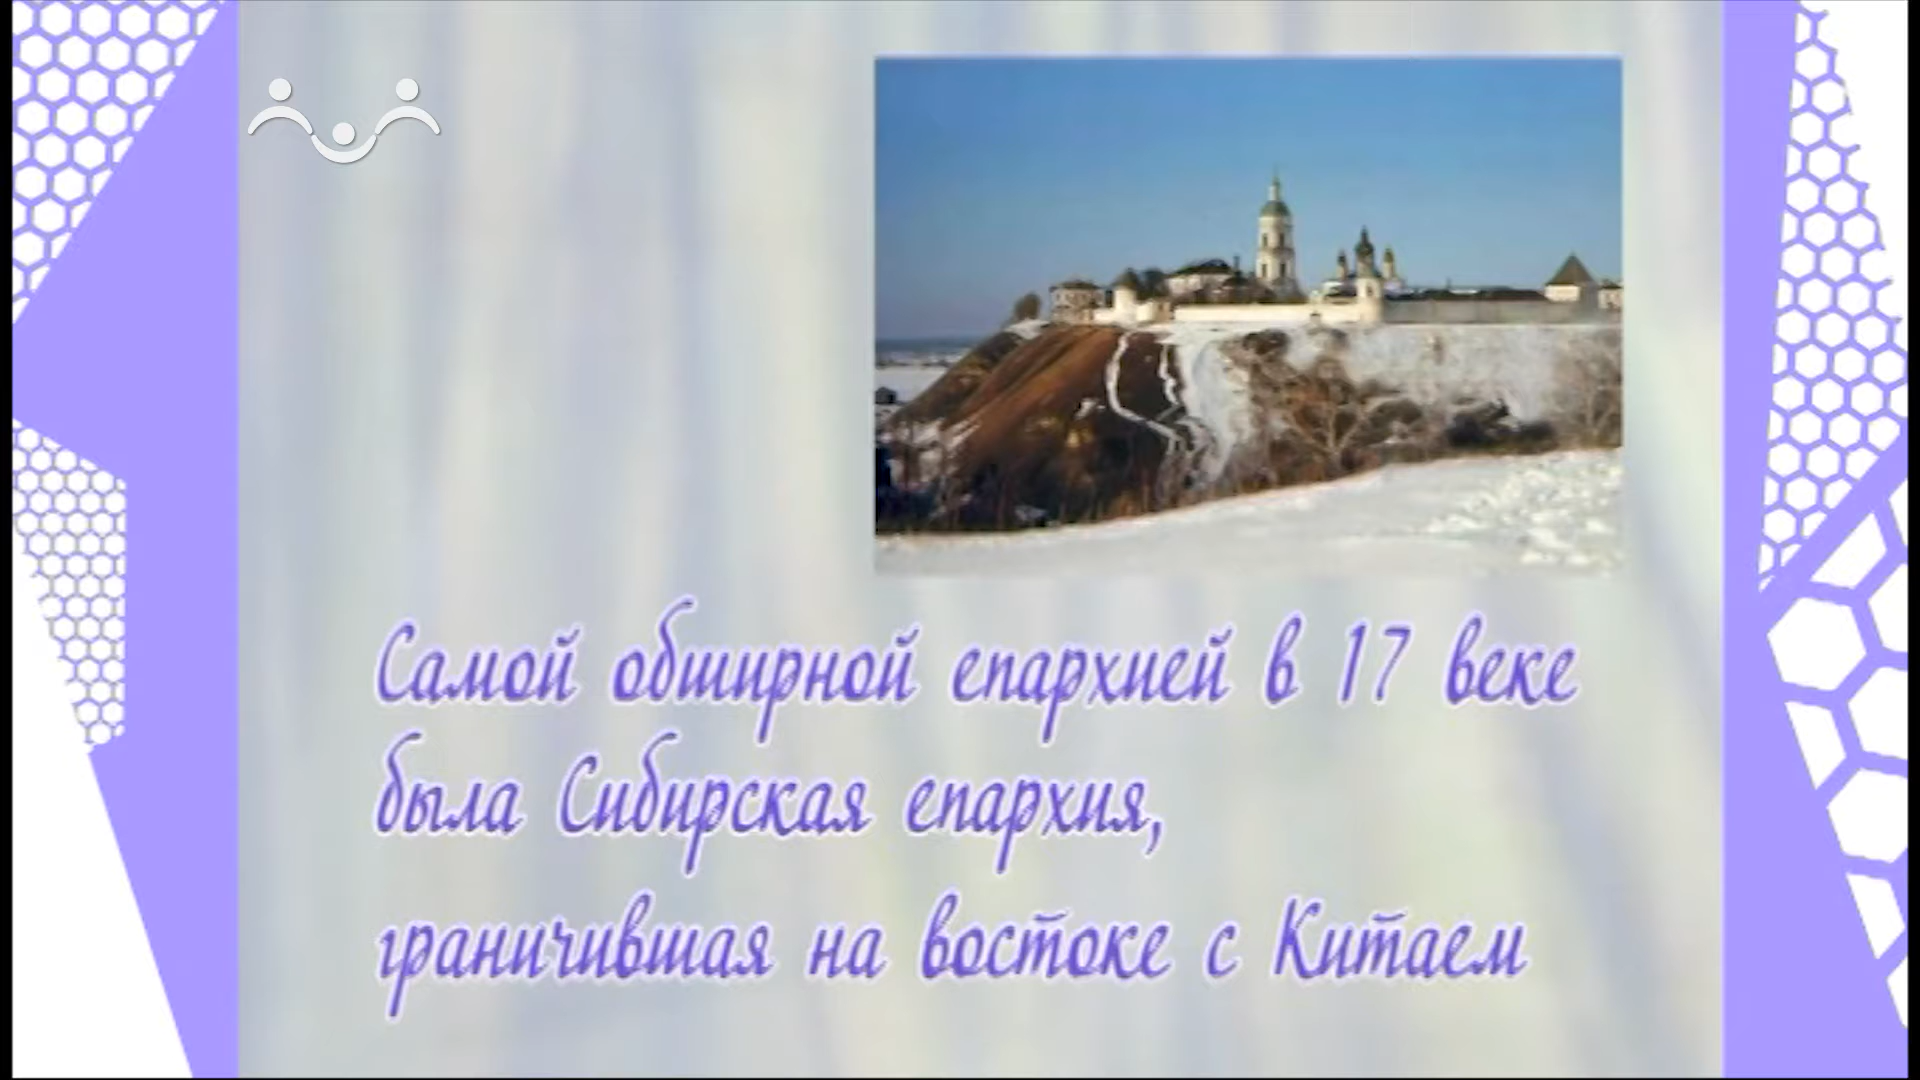 Самой обширной епархией в 17 веке
была Сибирская епархия,
граничившая на востоке с Китаем